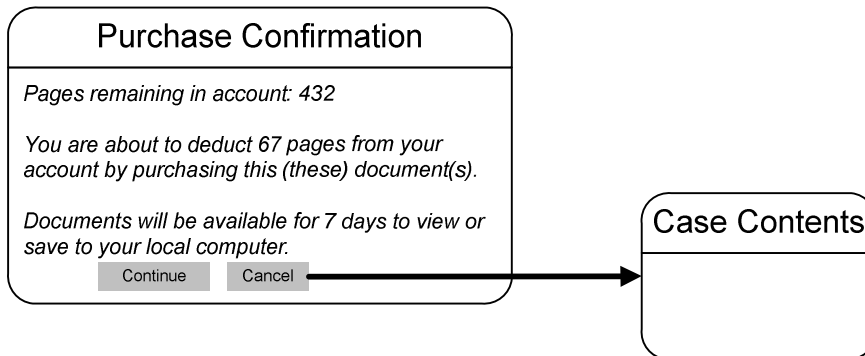 Purchase Confirmation
Pages remaining in account: 432
You are about to deduct 67 pages from your
account by purchasing this (these) document(s).
Documents will be available for 7 days to view or
save to your local computer.
Continue
Cancel
Case Contents